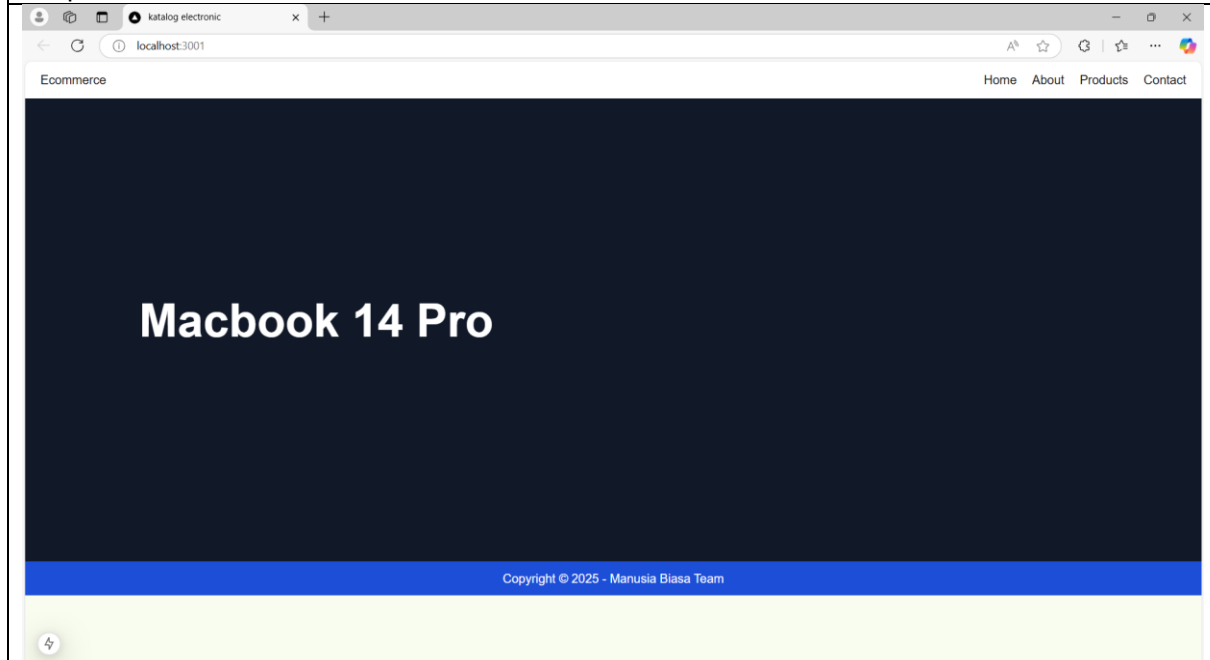 katalog electronic
localhost:3001
Ecommerce
Home About Products Contact
Macbook 14 Pro
Copyright © 2025 - Manusia Biasa Team